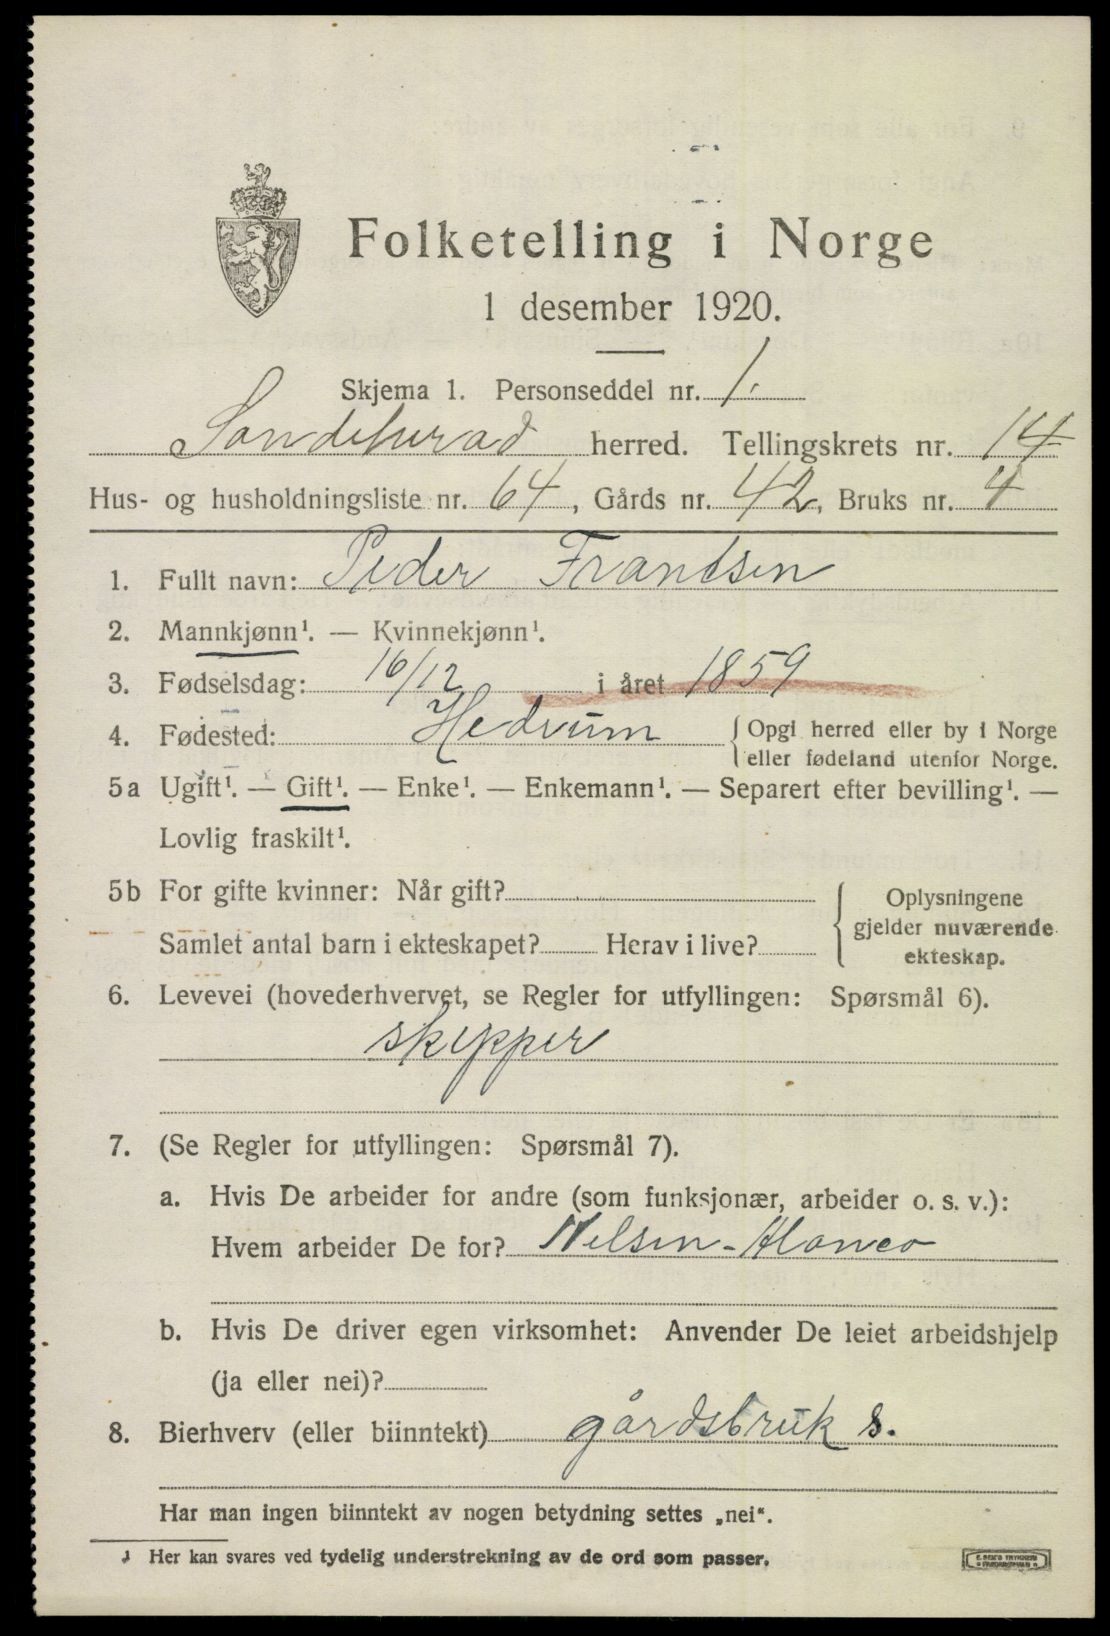 Folketelling i Norge
1 desember 1920.
Skjema 1. Personseddel nr. 1.
Sandeherad herred. Tellingskrets nr. 14
Hus- og husholdningsliste nr. 64, Gårds nr. 42, Bruks nr. 4
1. Fullt navn: Peder Frantsen
2. Mannkjønn¹. — Kvinnekjønn¹.
3. Fødselsdag: 16/12 i året 1859
4. Fødested: Hedrum { Opgi herred eller by i Norge
eller fødeland utenfor Norge.
5a Ugift¹. — Gift¹. — Enke¹. — Enkemann¹. — Separert efter bevilling¹. —
Lovlig fraskilt¹.
5b For gifte kvinner: Når gift?
Samlet antal barn i ekteskapet? Herav i live?
{ Oplysningene
gjelder nuværende
ekteskap.
6. Levevei (hovederhvervet, se Regler for utfyllingen: Spørsmål 6).
skipper
7. (Se Regler for utfyllingen: Spørsmål 7).
a. Hvis De arbeider for andre (som funksjonær, arbeider o. s. v.):
Hvem arbeider De for? Nilsen-Alonco
b. Hvis De driver egen virksomhet: Anvender De leiet arbeidshjelp
(ja eller nei)?
8. Bierhverv (eller biinntekt) gårdsbruk s.
Har man ingen biinntekt av nogen betydning settes „nei“.
¹ Her kan svares ved tydelig understrekning av de ord som passer.